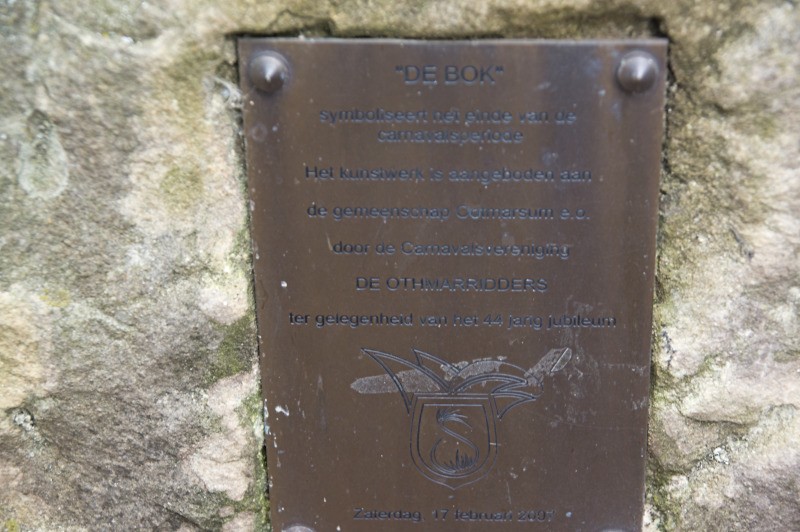 "DE BOK"
symboliseert het einde van de
carnavalsperiode
Het kunstwerk is aangeboden aan
de gemeenschap Ootmarsum e.o.
door de Carnavalsvereniging
DE OTHMARRIDDERS
ter gelegenheid van het 44 jarig jubileum
Zaterdag, 17 februari 2007